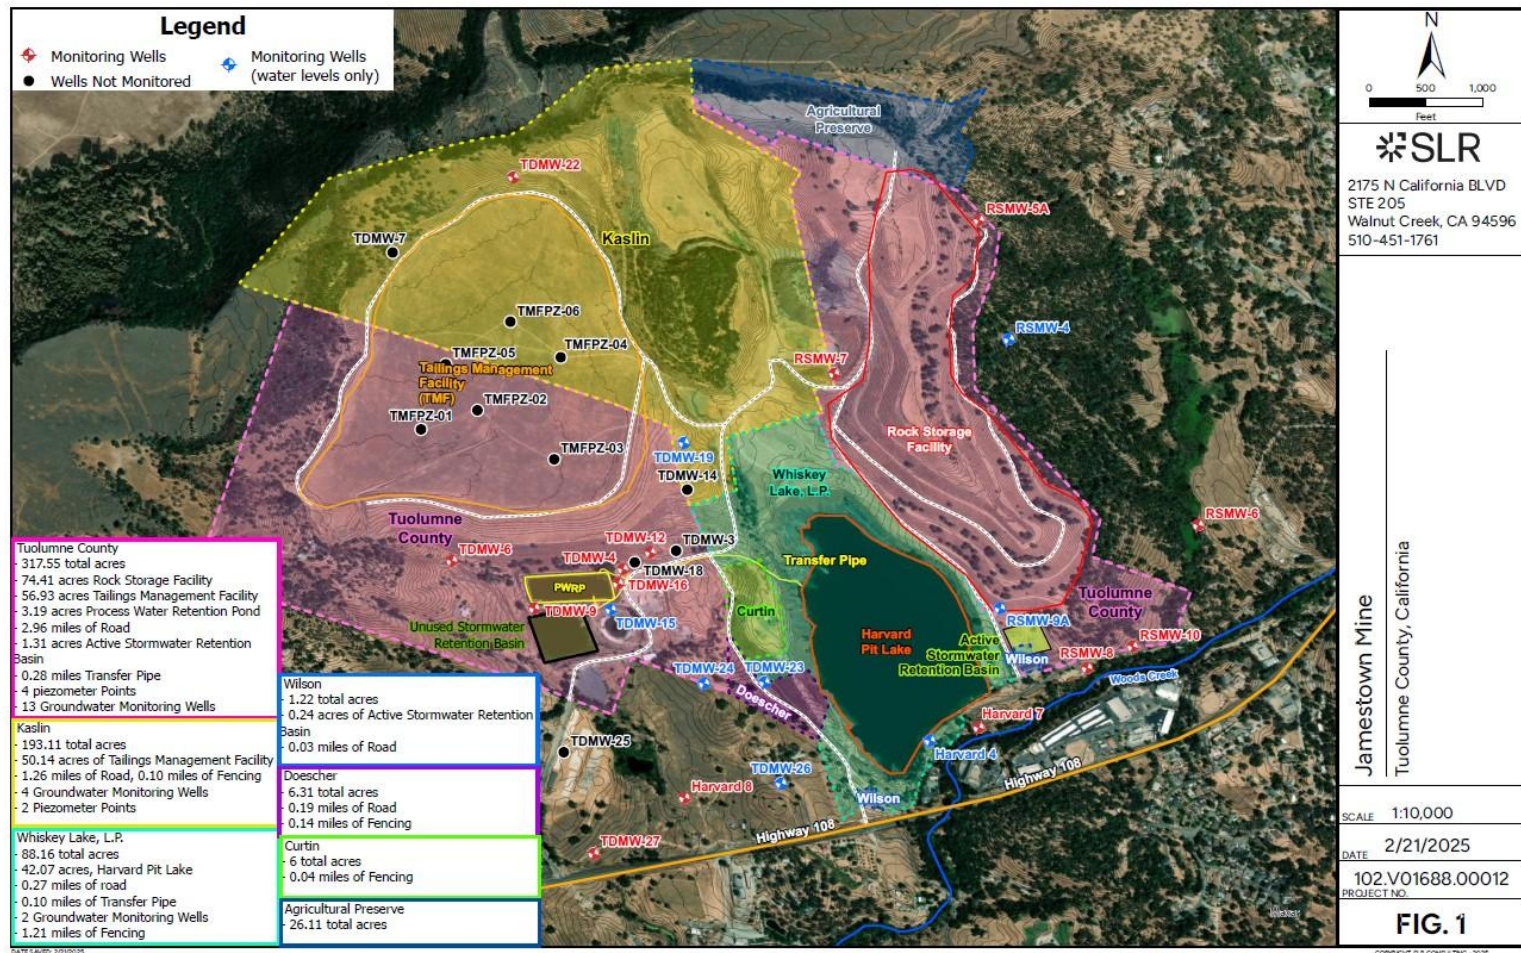 Legend
Monitoring Wells
Wells Not Monitored
Monitoring Wells
(water levels only)
Agricultural
Preserve
TDMW-22
RSMW-5A
TDMW-7
Kaslin
TMFPZ-06
RSMW-4
TMFPZ-05
TMFPZ-04
RSMW-7
Tailings Management
Facility
(TMF)
TMFPZ-02
TMFPZ-01
Rock Storage
Facility
TMFPZ-03
TDMW-19
TDMW-14
Whiskey
Lake, L.P.
Tuolumne
County
RSMW-6
TDMW-12
TDMW-3
TDMW-6
TDMW-4
TDMW-18
Transfer Pipe
PWRP
TDMW-16
Tuolumne
County
TDMW-9
TDMW-15
Curtin
RSMW-9A
Unused Stormwater
Retention Basin
Harvard
Pit Lake
Active
Stormwater
Retention Basin
RSMW-10
Wilson
RSMW-8
TDMW-24
TDMW-23
Woods Creek
Doescher
Harvard 7
TDMW-25
Harvard 4
TDMW-26
Harvard 8
Wilson
Highway 108
Highway 108
TDMW-27
Tuolumne County
- 317.55 total acres
- 74.41 acres Rock Storage Facility
- 56.93 acres Tailings Management Facility
- 3.19 acres Process Water Retention Pond
- 2.96 miles of Road
- 1.31 acres Active Stormwater Retention
Basin
- 0.28 miles Transfer Pipe
- 4 piezometer Points
- 13 Groundwater Monitoring Wells
Kaslin
- 193.11 total acres
- 50.14 acres of Tailings Management Facility
- 1.26 miles of Road, 0.10 miles of Fencing
- 4 Groundwater Monitoring Wells
- 2 Piezometer Points
Whiskey Lake, L.P.
- 88.16 total acres
- 42.07 acres, Harvard Pit Lake
- 0.27 miles of road
- 0.10 miles of Transfer Pipe
- 2 Groundwater Monitoring Wells
- 1.21 miles of Fencing
Wilson
- 1.22 total acres
- 0.24 acres of Active Stormwater Retention
Basin
- 0.03 miles of Road
Doescher
- 6.31 total acres
- 0.19 miles of Road
- 0.14 miles of Fencing
Curtin
- 6 total acres
- 0.04 miles of Fencing
Agricultural Preserve
- 26.11 total acres
DATE SAVED: 2/21/2025
N
0 500 1,000
Feet
SLR
2175 N California BLVD
STE 205
Walnut Creek, CA 94596
510-451-1761
Jamestown Mine
Tuolumne County, California
SCALE 1:10,000
DATE 2/21/2025
102.V01688.00012
PROJECT NO.
FIG. 1